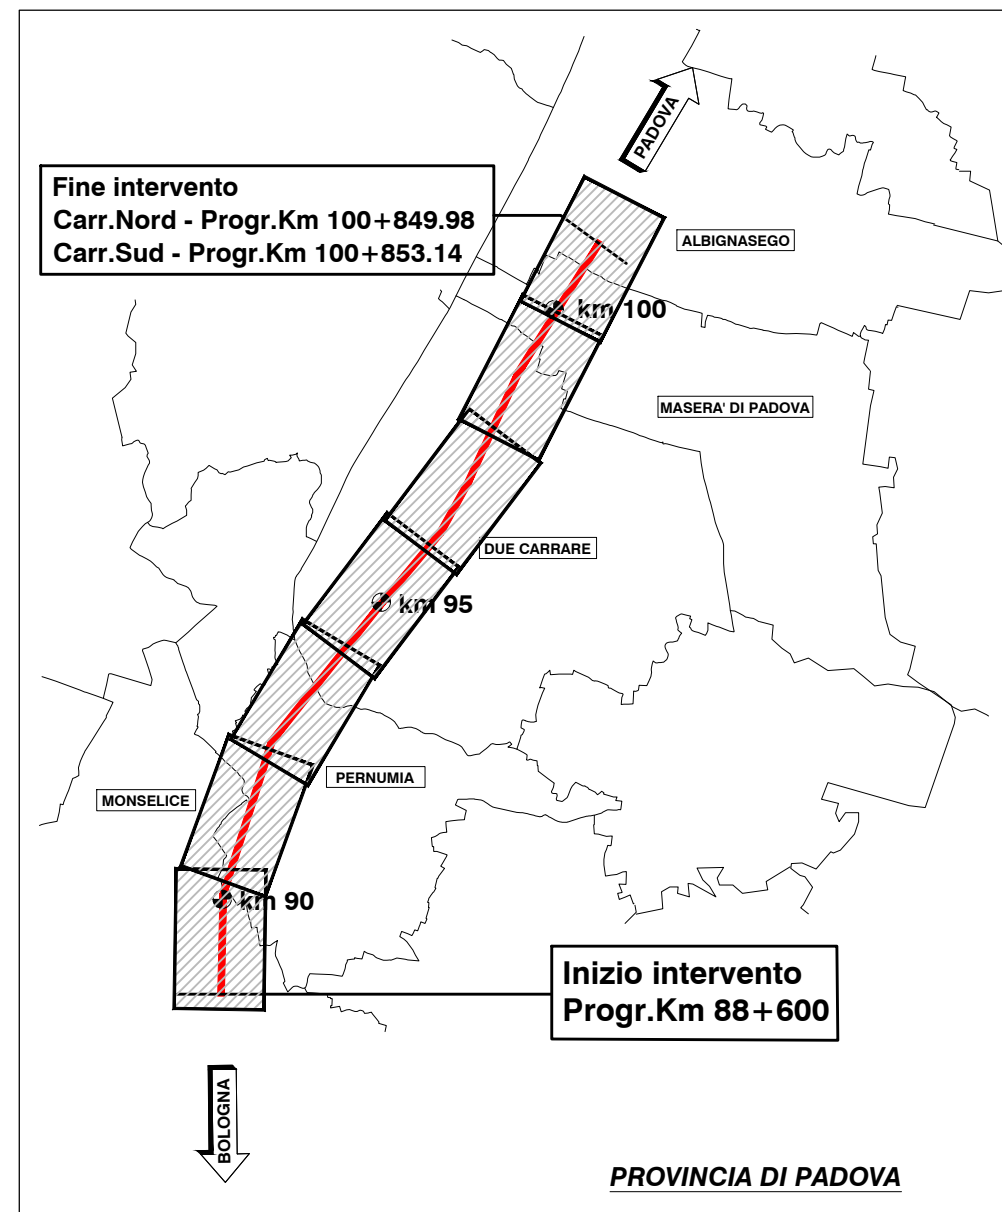 PADOVA
Fine intervento
Carr.Nord - Progr.Km 100+849.98
Carr.Sud - Progr.Km 100+853.14
ALBIGNASEGO
km 100
MASERA' DI PADOVA
DUE CARRARE
km 95
PERNUMIA
MONSELICE
km 90
Inizio intervento
Progr.Km 88+600
BOLOGNA
PROVINCIA DI PADOVA